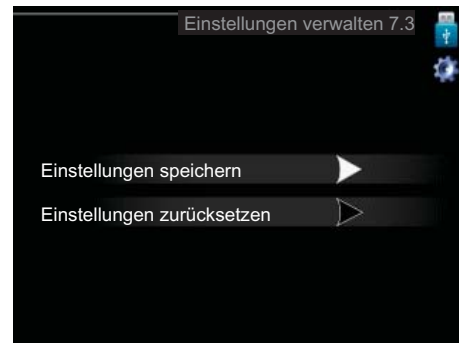 Einstellungen verwalten 7.3
Einstellungen speichern
Einstellungen zurücksetzen